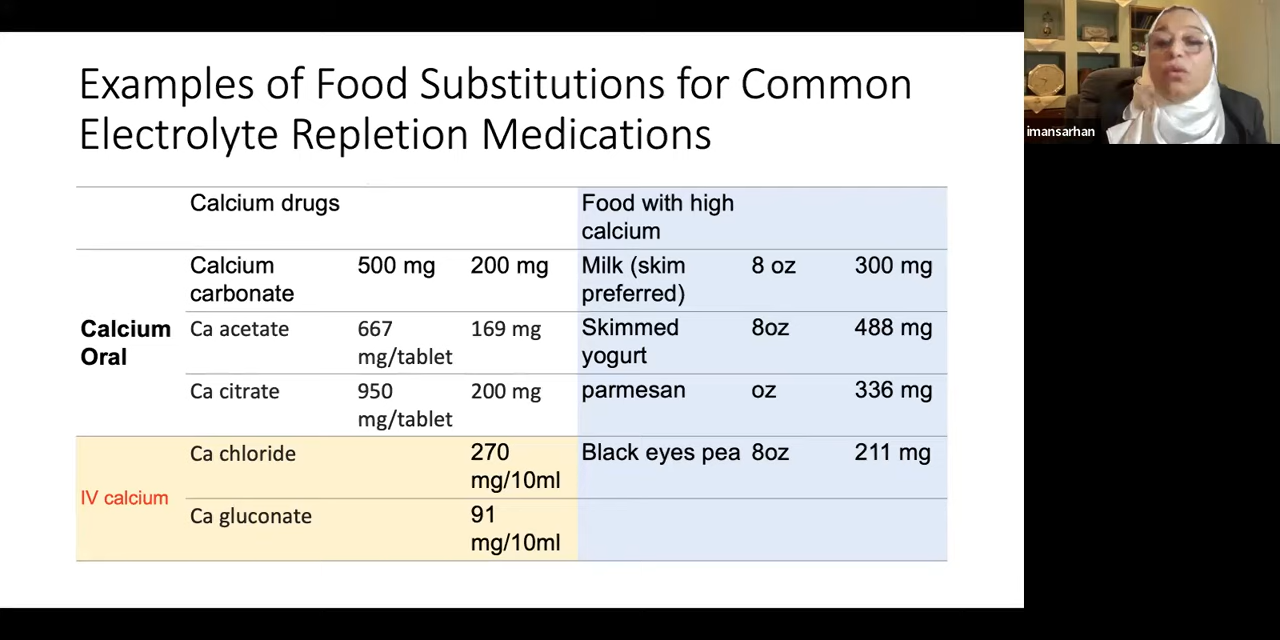 Examples of Food Substitutions for Common
Electrolyte Repletion Medications
imansarhan
Calcium drugs
Food with high
calcium
Calcium
Oral
Calcium
carbonate
500 mg
200 mg
Milk (skim
preferred)
8 oz
300 mg
Ca acetate
667
mg/tablet
169 mg
Skimmed
yogurt
8oz
488 mg
Ca citrate
950
mg/tablet
200 mg
parmesan
oz
336 mg
IV calcium
Ca chloride
270
mg/10ml
Black eyes pea
8oz
211 mg
Ca gluconate
91
mg/10ml